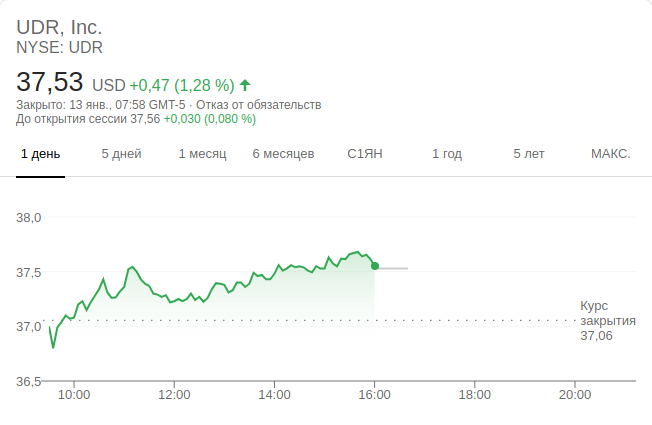 UDR, Inc.
NYSE: UDR
37,53 USD +0,47 (1,28 %)
Закрыто: 13 янв., 07:58 GMT-5 · Отказ от обязательств
До открытия сессии 37,56 +0,030 (0,080 %)
1 день 5 дней 1 месяц 6 месяцев С1ЯН 1 год 5 лет МАКС.
38,0
37,5
37,0
36,5
Курс
закрытия
37,06
10:00 12:00 14:00 16:00 18:00 20:00